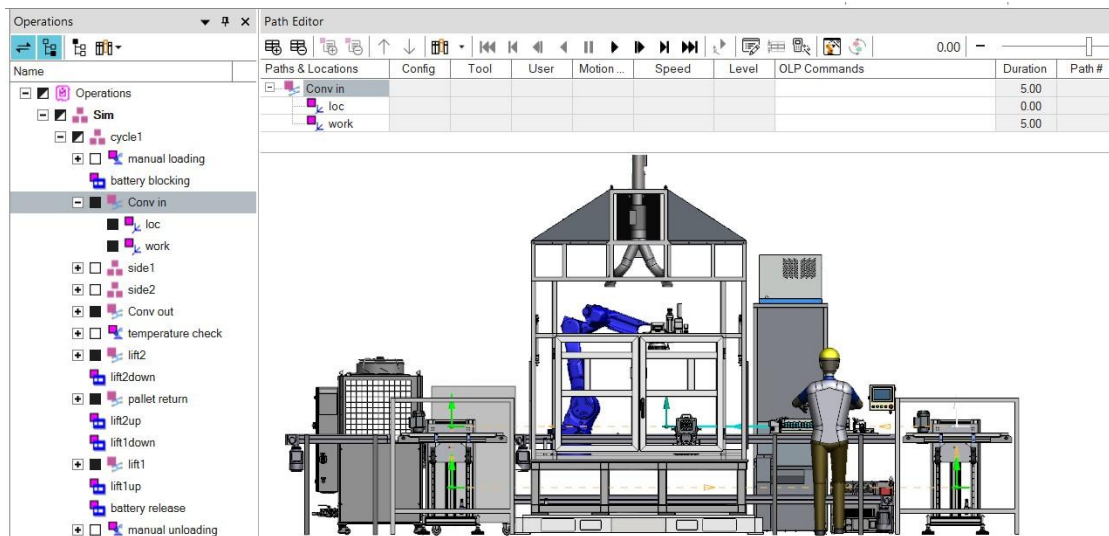 Operations
Path Editor
0.00
Name
Paths & Locations Config Tool User Motion ... Speed Level OLP Commands Duration Path #
Conv in 5.00
loc 0.00
work 5.00
Operations
Sim
cycle1
manual loading
battery blocking
Conv in
loc
work
side1
side2
Conv out
temperature check
lift2
lift2down
pallet return
lift2up
lift1down
lift1
lift1up
battery release
manual unloading